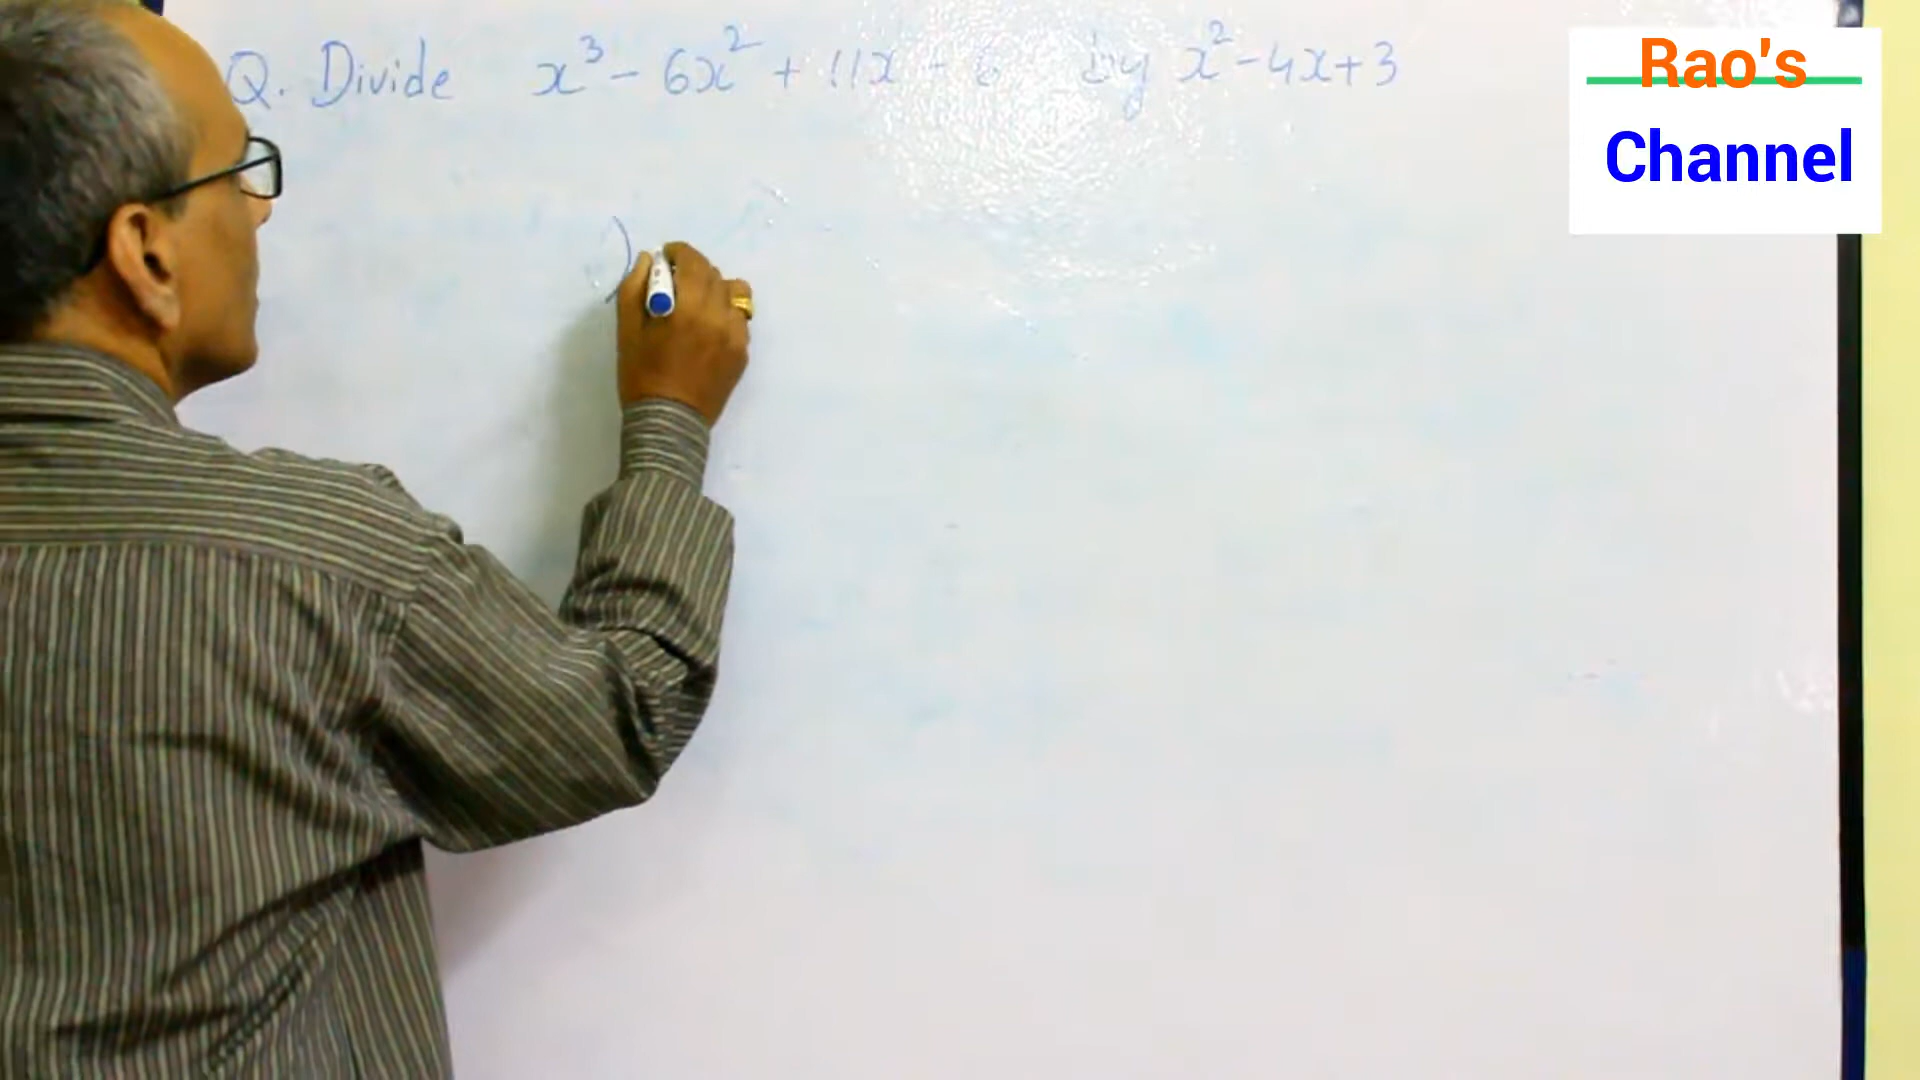 Q. Divide x³ - 6x² + 11x - 6 by x² - 4x + 3
Rao's
Channel